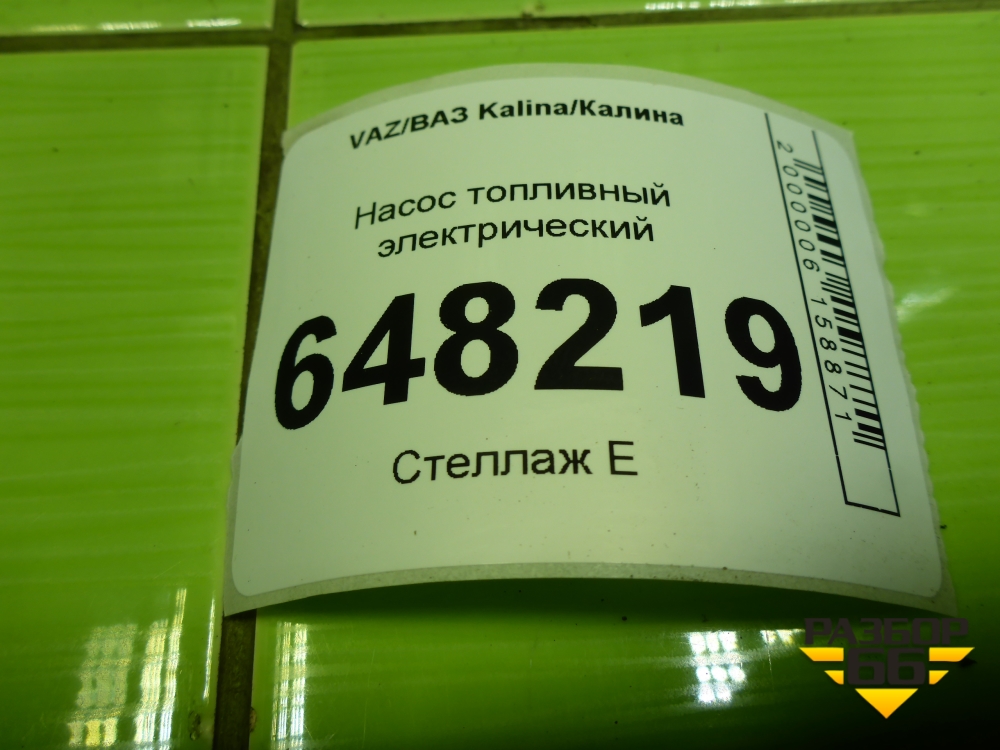 VAZ/ВАЗ Kalina/Калина
Насос топливный
электрический
648219
Стеллаж Е
2000006158871
РАЗБОР
66